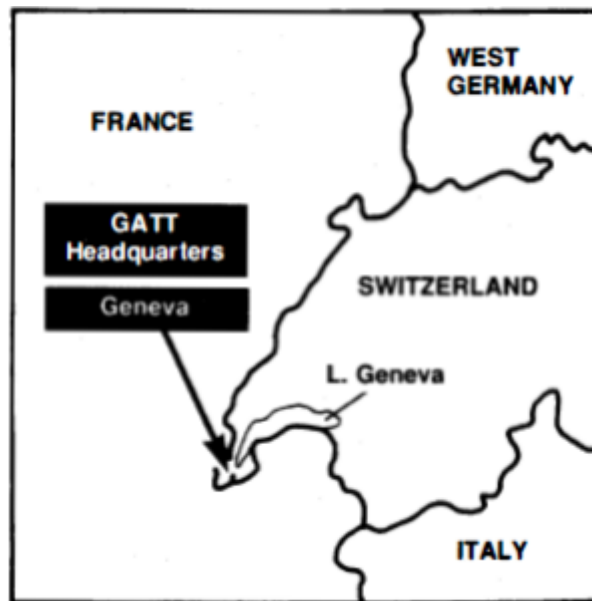 WEST
GERMANY
FRANCE
GATT
Headquarters
Geneva
SWITZERLAND
L. Geneva
ITALY